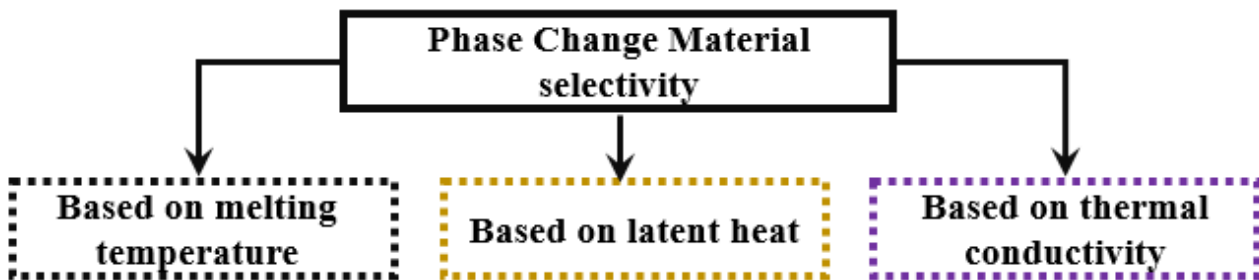 Phase Change Material
selectivity
Based on melting
temperature
Based on latent heat
Based on thermal
conductivity